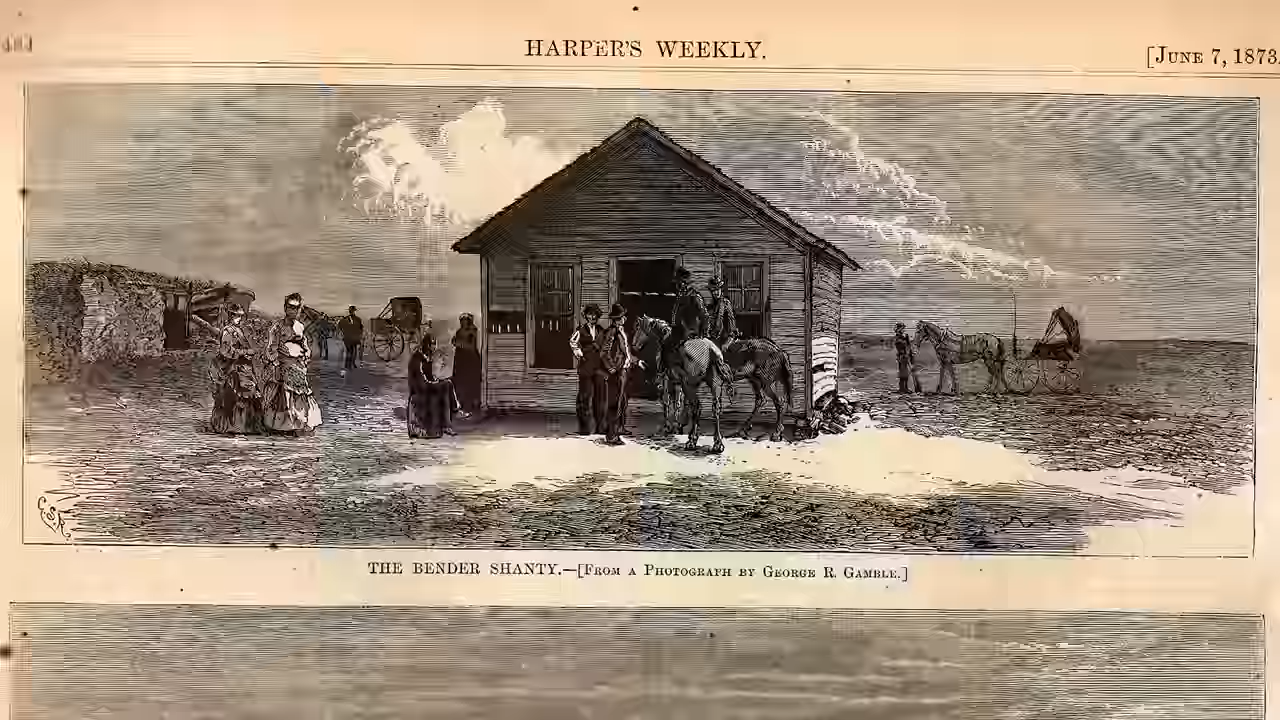 HARPER'S WEEKLY.
[JUNE 7, 1873.
C.S.R.
THE BENDER SHANTY.—[FROM A PHOTOGRAPH BY GEORGE R. GAMBLE.]